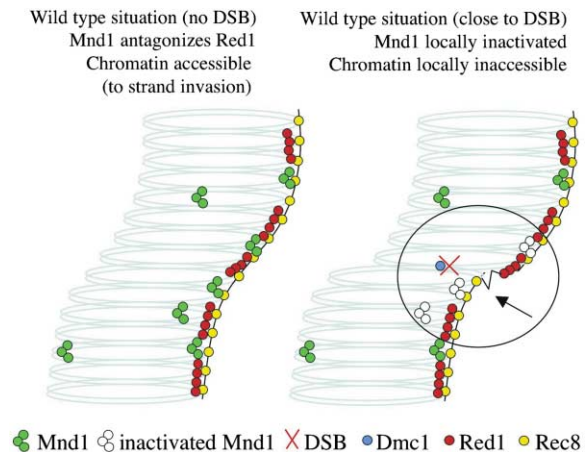 Wild type situation (no DSB)
Mnd1 antagonizes Red1
Chromatin accessible
(to strand invasion)
Wild type situation (close to DSB)
Mnd1 locally inactivated
Chromatin locally inaccessible
Mnd1 inactivated Mnd1 DSB Dmc1 Red1 Rec8